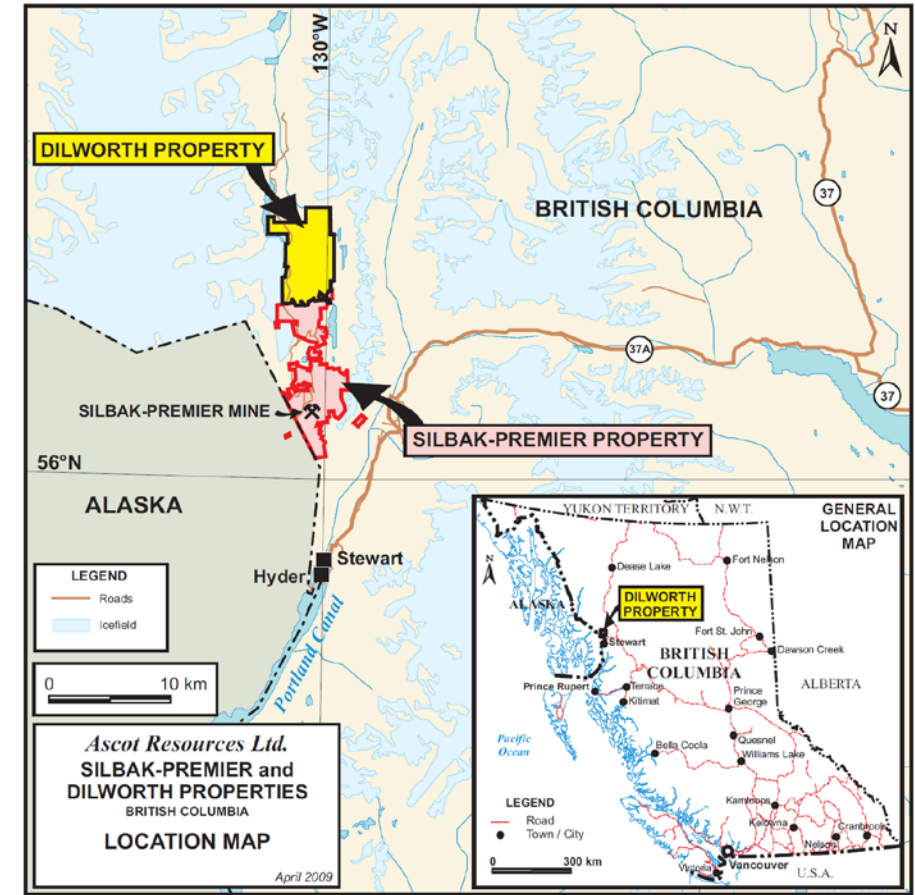 130°W
N
DILWORTH PROPERTY
37
BRITISH COLUMBIA
37A
37
SILBAK-PREMIER MINE
SILBAK-PREMIER PROPERTY
56°N
ALASKA
Stewart
Hyder
Portland Canal
LEGEND
Roads
Icefield
0 10 km
Ascot Resources Ltd.
SILBAK-PREMIER and
DILWORTH PROPERTIES
BRITISH COLUMBIA
LOCATION MAP
April 2009
YUKON TERRITORY
N.W.T.
GENERAL
LOCATION
MAP
N
Dease Lake
Fort Nelson
ALASKA
DILWORTH
PROPERTY
Stewart
Fort St. John
Dawson Creek
BRITISH
COLUMBIA
ALBERTA
Prince Rupert
Terrace
Kitimat
Prince
George
Pacific
Ocean
Bella Coola
Quesnel
Williams Lake
LEGEND
Road
Town / City
Kamloops
Kelowna
Cranbrook
Nelson
0 300 km
Vancouver
Victoria
U.S.A.